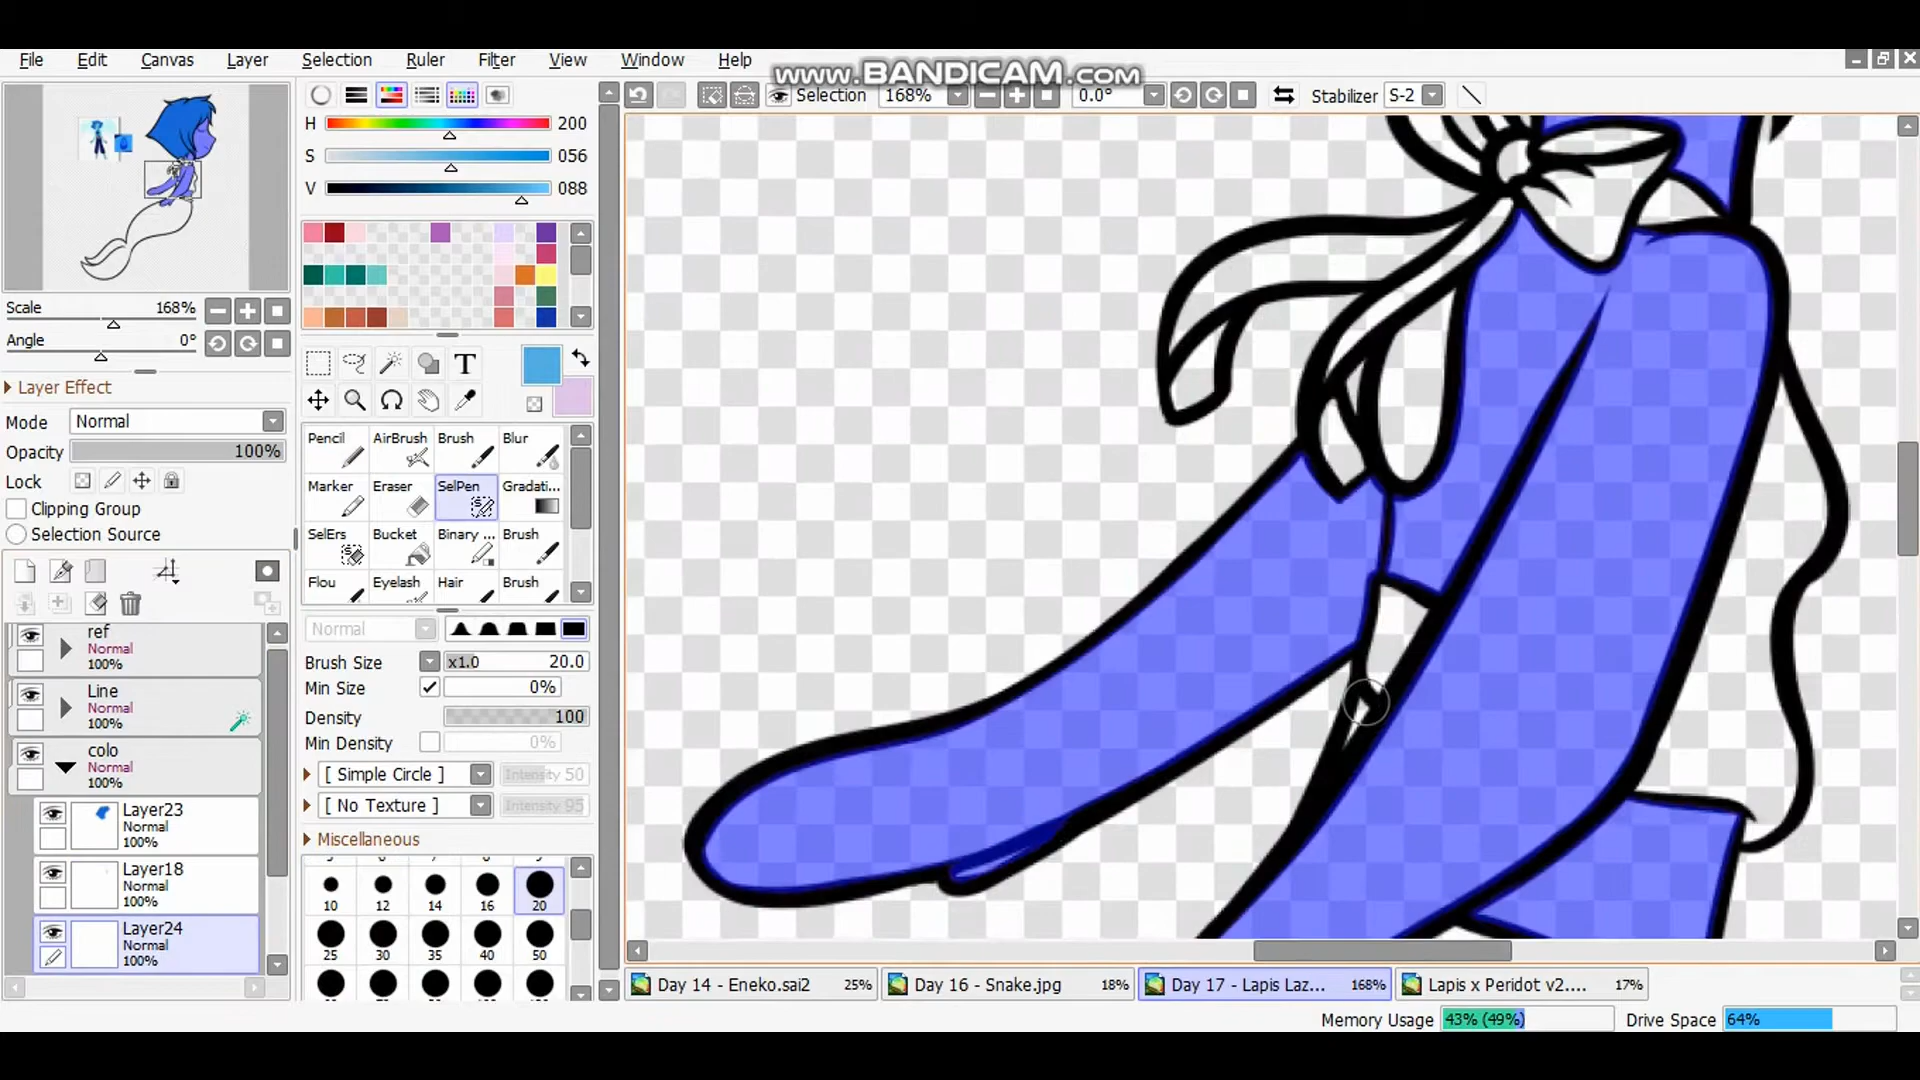 File Edit Canvas Layer Selection Ruler Filter View Window Help
www.BANDICAM.com
Selection 168% 0.0° Stabilizer S-2
H 200
S 056
V 088
Scale 168%
Angle 0°
Layer Effect
Mode Normal
Opacity 100%
Lock
Clipping Group
Selection Source
T
Pencil AirBrush Brush Blur
Marker Eraser SelPen Gradati...
SelErs Bucket Binary ... Brush
Flou Eyelash Hair Brush
Normal
Brush Size x1.0 20.0
Min Size 0%
Density 100
Min Density 0%
[ Simple Circle ] Intensity 50
[ No Texture ] Intensity 95
Miscellaneous
10 12 14 16 20
25 30 35 40 50
ref
Normal
100%
Line
Normal
100%
colo
Normal
100%
Layer23
Normal
100%
Layer18
Normal
100%
Layer24
Normal
100%
Day 14 - Eneko.sai2 25% Day 16 - Snake.jpg 18% Day 17 - Lapis Laz... 168% Lapis x Peridot v2.... 17%
Memory Usage 43% (49%) Drive Space 64%